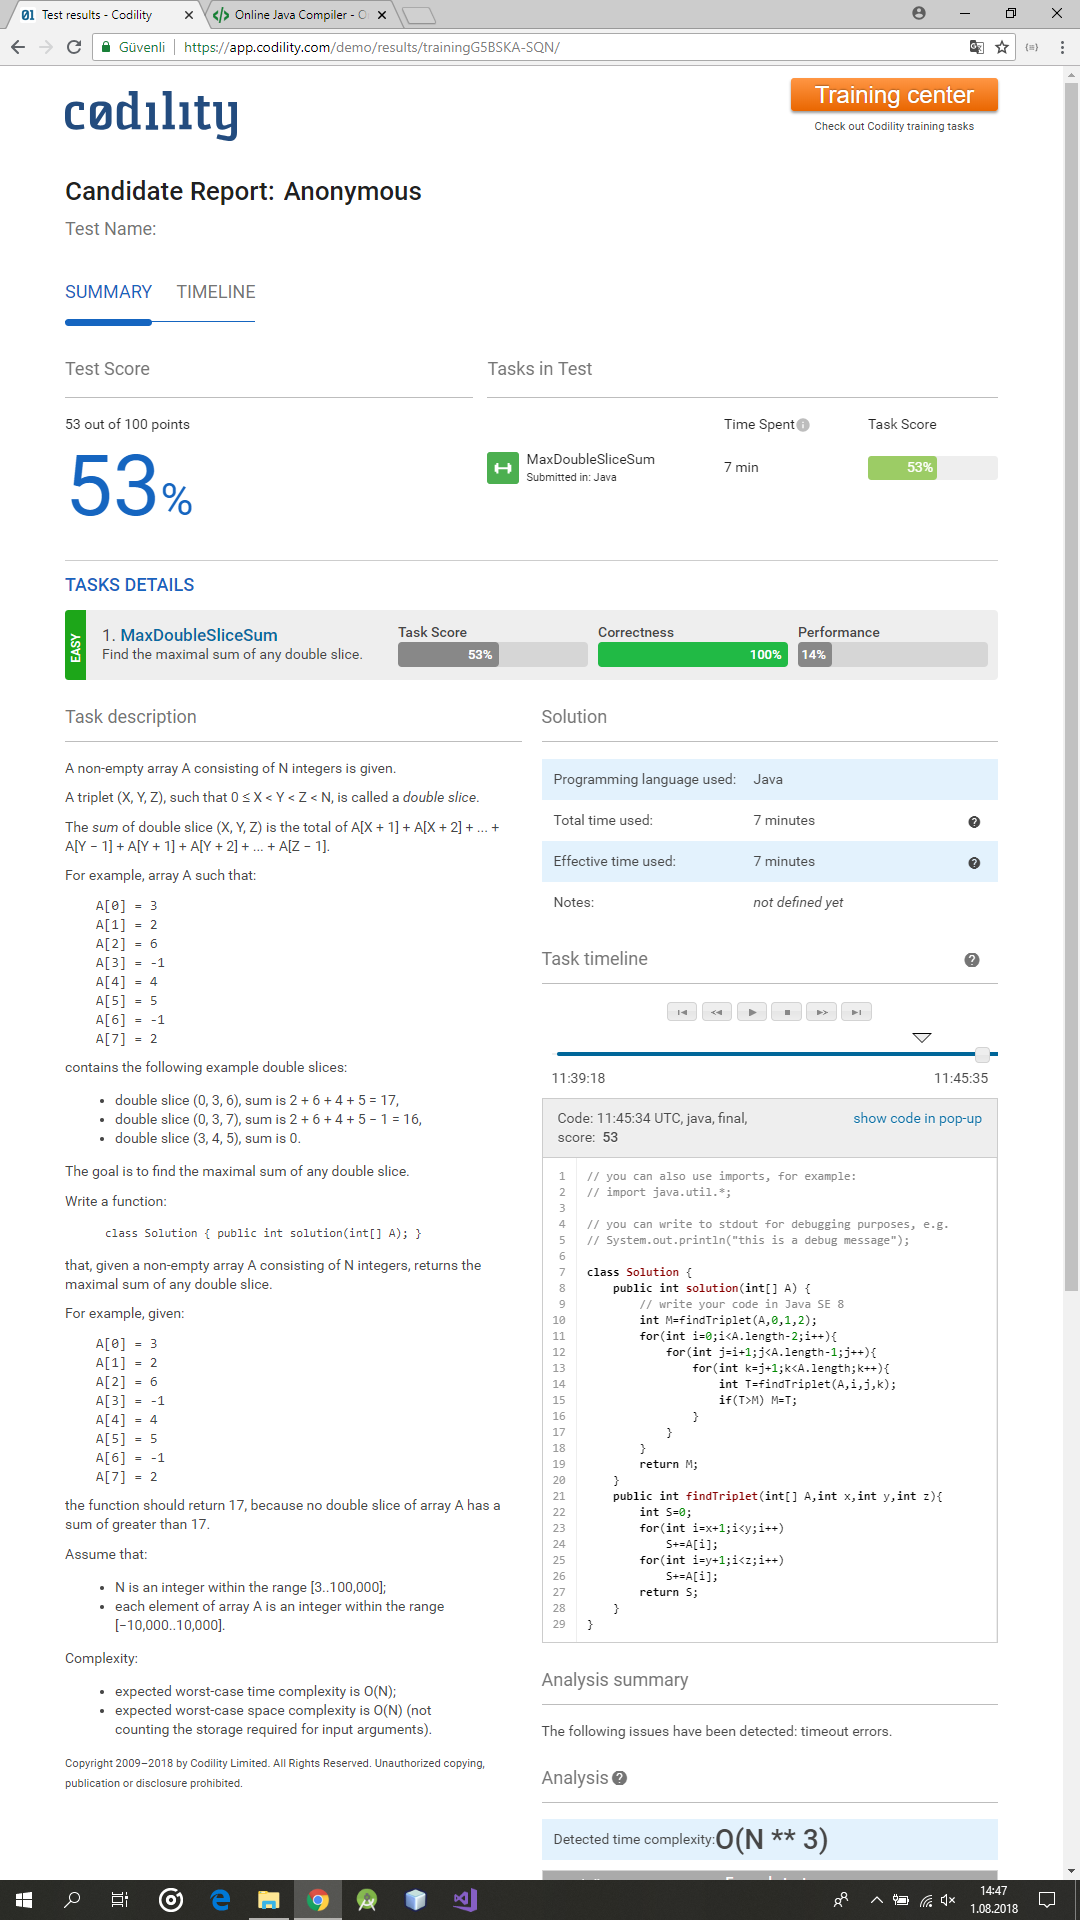 Test results - Codility
Online Java Compiler - O
Güvenli
https://app.codility.com/demo/results/trainingG5BSKA-SQN/
cødılıty
Training center
Check out Codility training tasks
Candidate Report: Anonymous
Test Name:
SUMMARY TIMELINE
Test Score
Tasks in Test
53 out of 100 points
Time Spent
Task Score
53%
MaxDoubleSliceSum
Submitted in: Java
7 min
53%
TASKS DETAILS
EASY
1. MaxDoubleSliceSum
Find the maximal sum of any double slice.
Task Score
53%
Correctness
100%
Performance
14%
Task description
A non-empty array A consisting of N integers is given.
A triplet (X, Y, Z), such that 0 ≤ X < Y < Z < N, is called a double slice.
The sum of double slice (X, Y, Z) is the total of A[X + 1] + A[X + 2] + ... +
A[Y − 1] + A[Y + 1] + A[Y + 2] + ... + A[Z − 1].
For example, array A such that:
A[0] = 3
A[1] = 2
A[2] = 6
A[3] = -1
A[4] = 4
A[5] = 5
A[6] = -1
A[7] = 2
contains the following example double slices:
• double slice (0, 3, 6), sum is 2 + 6 + 4 + 5 = 17,
• double slice (0, 3, 7), sum is 2 + 6 + 4 + 5 − 1 = 16,
• double slice (3, 4, 5), sum is 0.
The goal is to find the maximal sum of any double slice.
Write a function:
class Solution { public int solution(int[] A); }
that, given a non-empty array A consisting of N integers, returns the
maximal sum of any double slice.
For example, given:
A[0] = 3
A[1] = 2
A[2] = 6
A[3] = -1
A[4] = 4
A[5] = 5
A[6] = -1
A[7] = 2
the function should return 17, because no double slice of array A has a
sum of greater than 17.
Assume that:
• N is an integer within the range [3..100,000];
• each element of array A is an integer within the range
[−10,000..10,000].
Complexity:
• expected worst-case time complexity is O(N);
• expected worst-case space complexity is O(N) (not
counting the storage required for input arguments).
Copyright 2009–2018 by Codility Limited. All Rights Reserved. Unauthorized copying,
publication or disclosure prohibited.
Solution
Programming language used: Java
Total time used: 7 minutes
Effective time used: 7 minutes
Notes: not defined yet
Task timeline
11:39:18
11:45:35
Code: 11:45:34 UTC, java, final,
score: 53
show code in pop-up
1 // you can also use imports, for example:
2 // import java.util.*;
3
4 // you can write to stdout for debugging purposes, e.g.
5 // System.out.println("this is a debug message");
6
7 class Solution {
8 public int solution(int[] A) {
9 // write your code in Java SE 8
10 int M=findTriplet(A,0,1,2);
11 for(int i=0;i<A.length-2;i++){
12 for(int j=i+1;j<A.length-1;j++){
13 for(int k=j+1;k<A.length;k++){
14 int T=findTriplet(A,i,j,k);
15 if(T>M) M=T;
16 }
17 }
18 }
19 return M;
20 }
21 public int findTriplet(int[] A,int x,int y,int z){
22 int S=0;
23 for(int i=x+1;i<y;i++)
24 S+=A[i];
25 for(int i=y+1;i<z;i++)
26 S+=A[i];
27 return S;
28 }
29 }
Analysis summary
The following issues have been detected: timeout errors.
Analysis
Detected time complexity: O(N ** 3)
14:47
1.08.2018